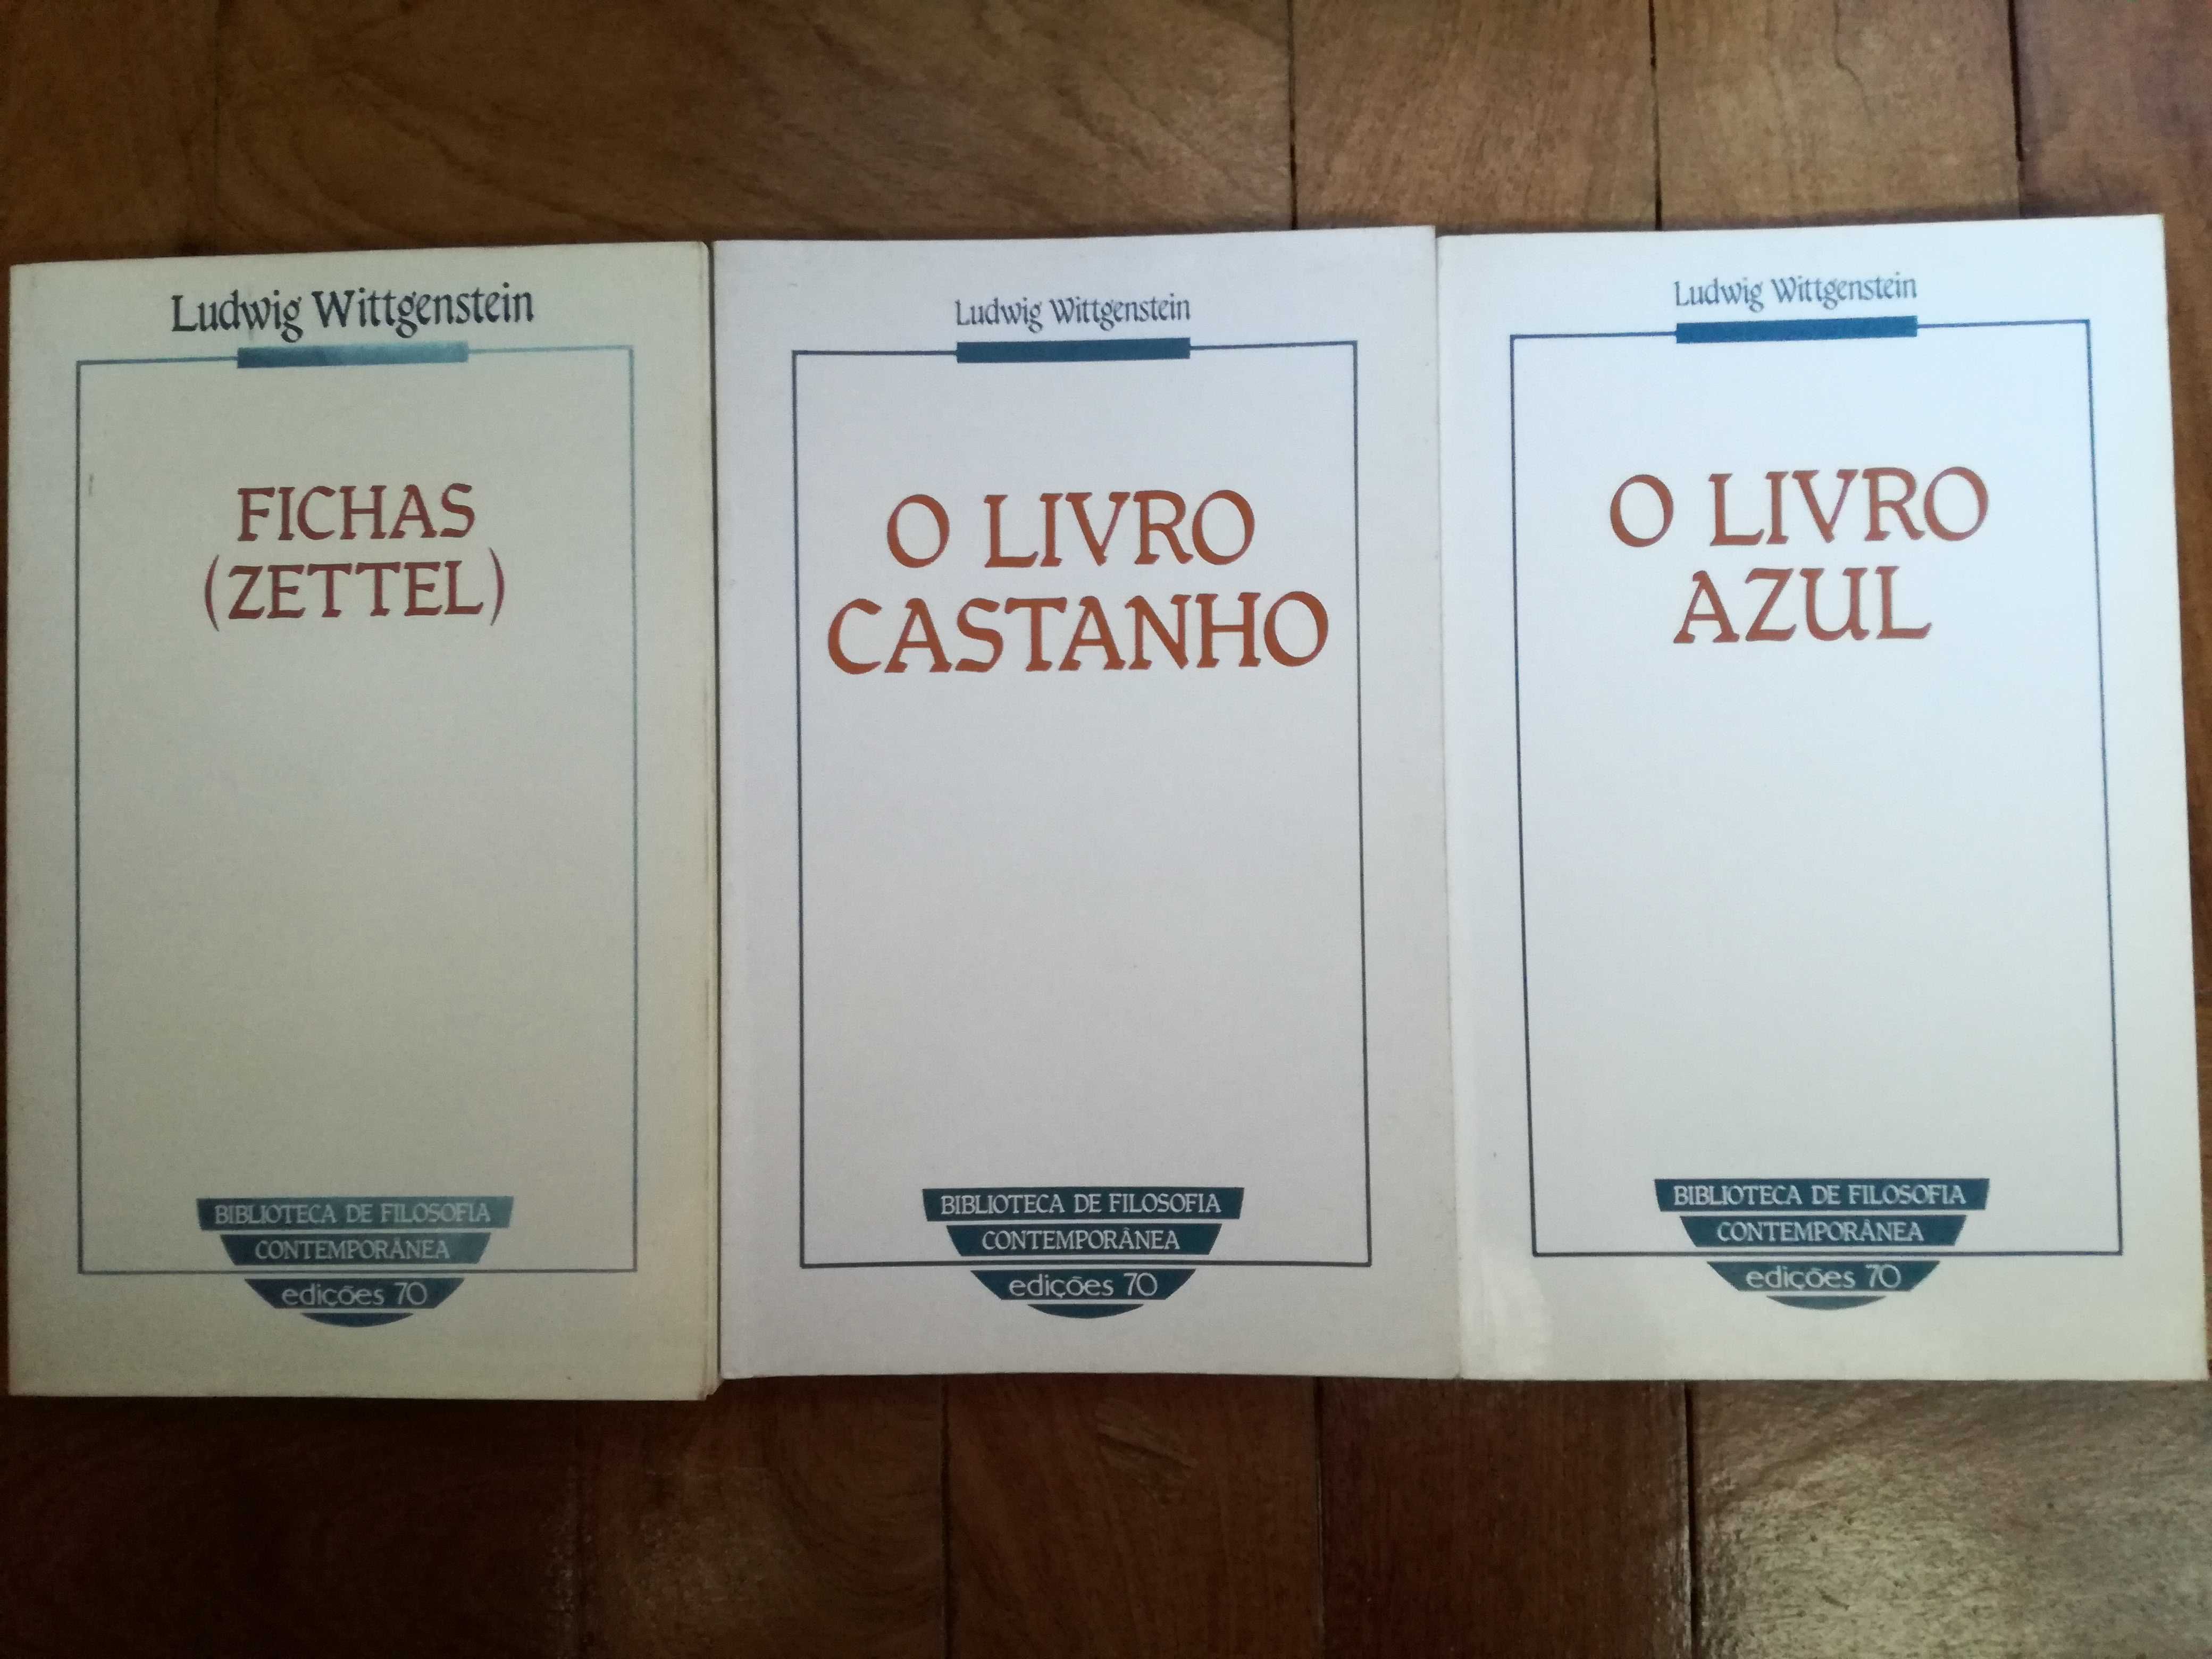 Ludwig Wittgenstein
FICHAS
(ZETTEL)
BIBLIOTECA DE FILOSOFIA
CONTEMPORÂNEA
edições 70
Ludwig Wittgenstein
O LIVRO
CASTANHO
BIBLIOTECA DE FILOSOFIA
CONTEMPORÂNEA
edições 70
Ludwig Wittgenstein
O LIVRO
AZUL
BIBLIOTECA DE FILOSOFIA
CONTEMPORÂNEA
edições 70